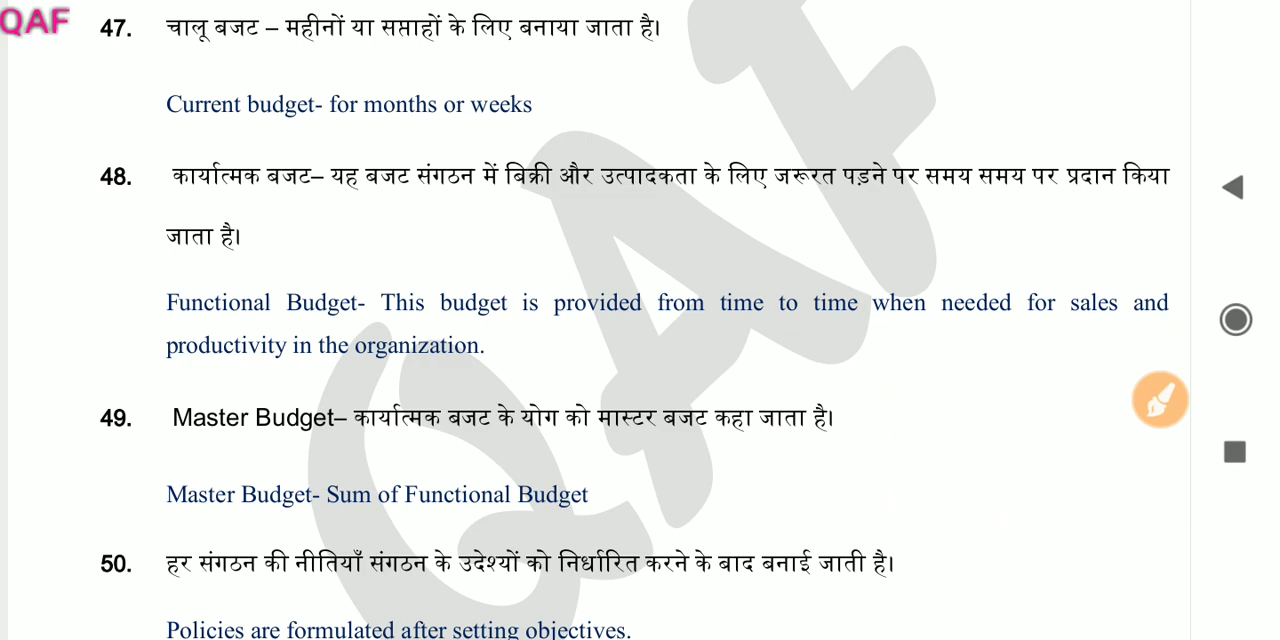 QAF
47. चालू बजट – महीनों या सप्ताहों के लिए बनाया जाता है।
Current budget- for months or weeks
48. कार्यात्मक बजट– यह बजट संगठन में बिक्री और उत्पादकता के लिए जरूरत पड़ने पर समय समय पर प्रदान किया
जाता है।
Functional Budget- This budget is provided from time to time when needed for sales and
productivity in the organization.
49. Master Budget– कार्यात्मक बजट के योग को मास्टर बजट कहा जाता है।
Master Budget- Sum of Functional Budget
50. हर संगठन की नीतियाँ संगठन के उदेश्यों को निर्धारित करने के बाद बनाई जाती है।
Policies are formulated after setting objectives.
QAF